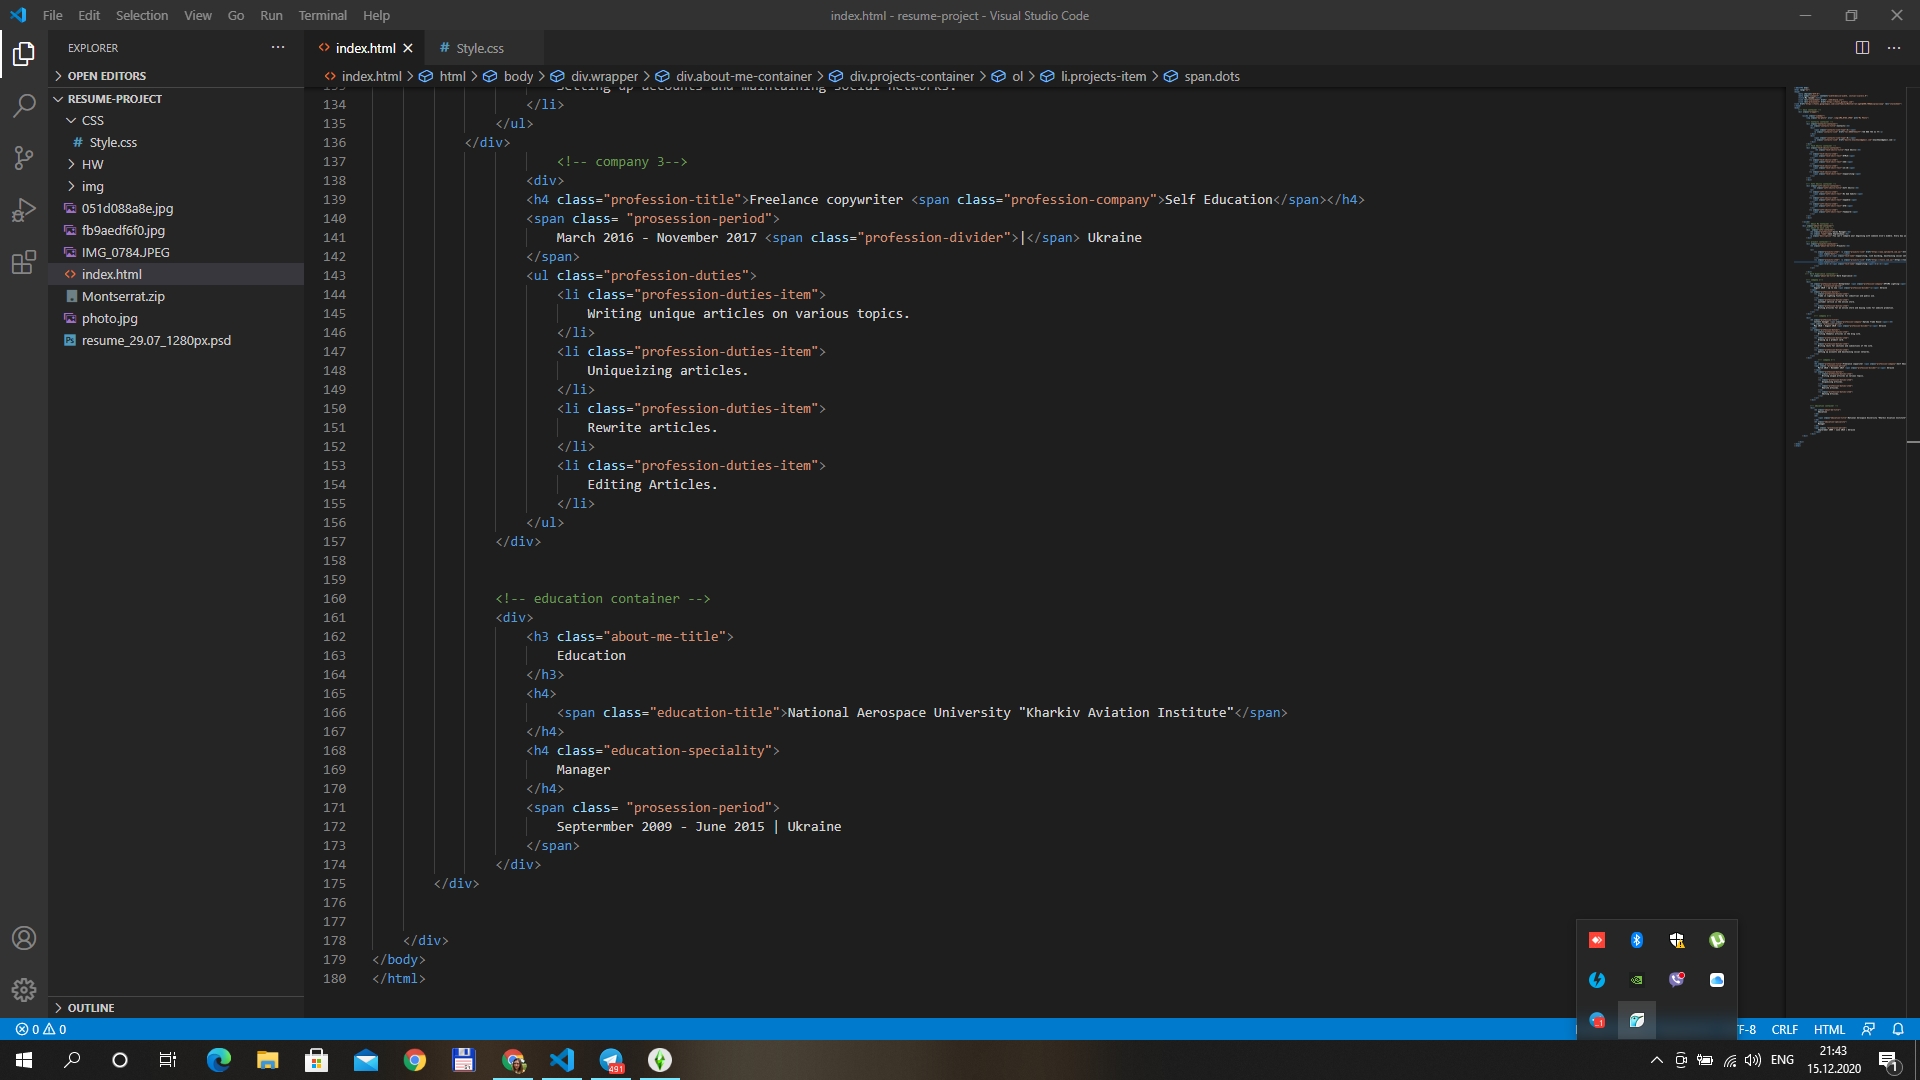 File Edit Selection View Go Run Terminal Help
index.html - resume-project - Visual Studio Code
EXPLORER
index.html
# Style.css
OPEN EDITORS
index.html html body div.wrapper div.about-me-container div.projects-container ol li.projects-item span.dots
RESUME-PROJECT
CSS
# Style.css
HW
img
051d088a8e.jpg
fb9aedf6f0.jpg
IMG_0784.JPEG
index.html
Montserrat.zip
photo.jpg
Ps resume_29.07_1280px.psd
OUTLINE
133 Setting up accounts and maintaining social networks.
134 </li>
135 </ul>
136 </div>
137 <!-- company 3-->
138 <div>
139 <h4 class="profession-title">Freelance copywriter <span class="profession-company">Self Education</span></h4>
140 <span class= "prosession-period">
141 March 2016 - November 2017 <span class="profession-divider">|</span> Ukraine
142 </span>
143 <ul class="profession-duties">
144 <li class="profession-duties-item">
145 Writing unique articles on various topics.
146 </li>
147 <li class="profession-duties-item">
148 Uniqueizing articles.
149 </li>
150 <li class="profession-duties-item">
151 Rewrite articles.
152 </li>
153 <li class="profession-duties-item">
154 Editing Articles.
155 </li>
156 </ul>
157 </div>
158
159
160 <!-- education container -->
161 <div>
162 <h3 class="about-me-title">
163 Education
164 </h3>
165 <h4>
166 <span class="education-title">National Aerospace University "Kharkiv Aviation Institute"</span>
167 </h4>
168 <h4 class="education-speciality">
169 Manager
170 </h4>
171 <span class= "prosession-period">
172 Septermber 2009 - June 2015 | Ukraine
173 </span>
174 </div>
175 </div>
176
177
178 </div>
179 </body>
180 </html>
0 0
TF-8 CRLF HTML
491
ENG
21:43
15.12.2020
1